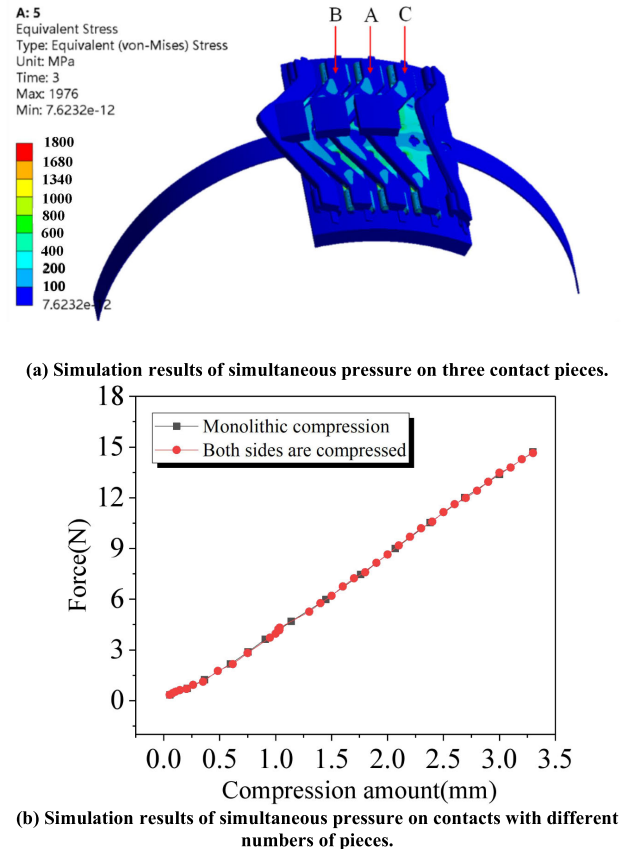 A: 5
Equivalent Stress
Type: Equivalent (von-Mises) Stress
Unit: MPa
Time: 3
Max: 1976
Min: 7.6232e-12
B A C
1800
1680
1340
1000
800
600
400
200
100
7.6232e-12
(a) Simulation results of simultaneous pressure on three contact pieces.
18
15
12
9
6
3
0
Force(N)
Monolithic compression
Both sides are compressed
0.0 0.5 1.0 1.5 2.0 2.5 3.0 3.5
Compression amount(mm)
(b) Simulation results of simultaneous pressure on contacts with different
numbers of pieces.